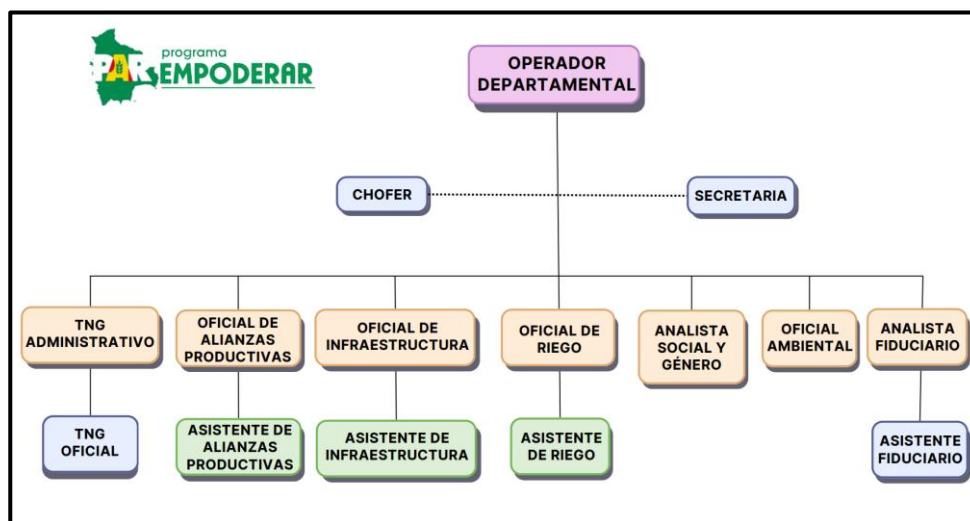 PAR
programa
EMPODERAR
OPERADOR
DEPARTAMENTAL
CHOFER
SECRETARIA
TNG
ADMINISTRATIVO
OFICIAL DE
ALIANZAS
PRODUCTIVAS
OFICIAL DE
INFRAESTRUCTURA
OFICIAL DE
RIEGO
ANALISTA
SOCIAL Y
GÉNERO
OFICIAL
AMBIENTAL
ANALISTA
FIDUCIARIO
TNG
OFICIAL
ASISTENTE DE
ALIANZAS
PRODUCTIVAS
ASISTENTE DE
INFRAESTRUCTURA
ASISTENTE
DE RIEGO
ASISTENTE
FIDUCIARIO